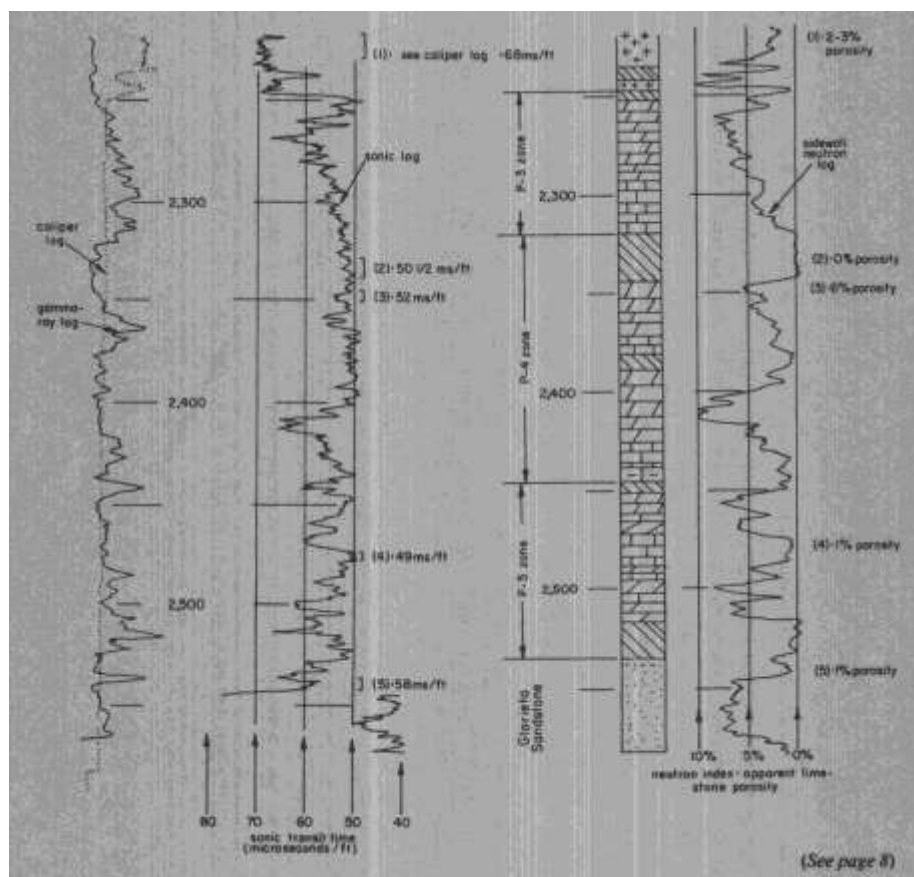 (1)· see caliper log -68ms/ft
(1)·2-3%
porosity
sonic log
sidewall
neutron
log
P-3 zone
2,300
2,300
caliper
log
(2)·50 1/2 ms/ft
(2)·0% porosity
(3)·52ms/ft
(3)·6% porosity
gamma-
ray log
P-4 zone
2,400
2,400
(4)·49ms/ft
(4)·1% porosity
P-5 zone
2,500
2,500
(5)·58ms/ft
(5)·1% porosity
Glorieta
Sandstone
10% 5% 0%
neutron index - apparent lime-
stone porosity
80 70 60 50 40
sonic transit time
(microseconds/ft)
(See page 8)